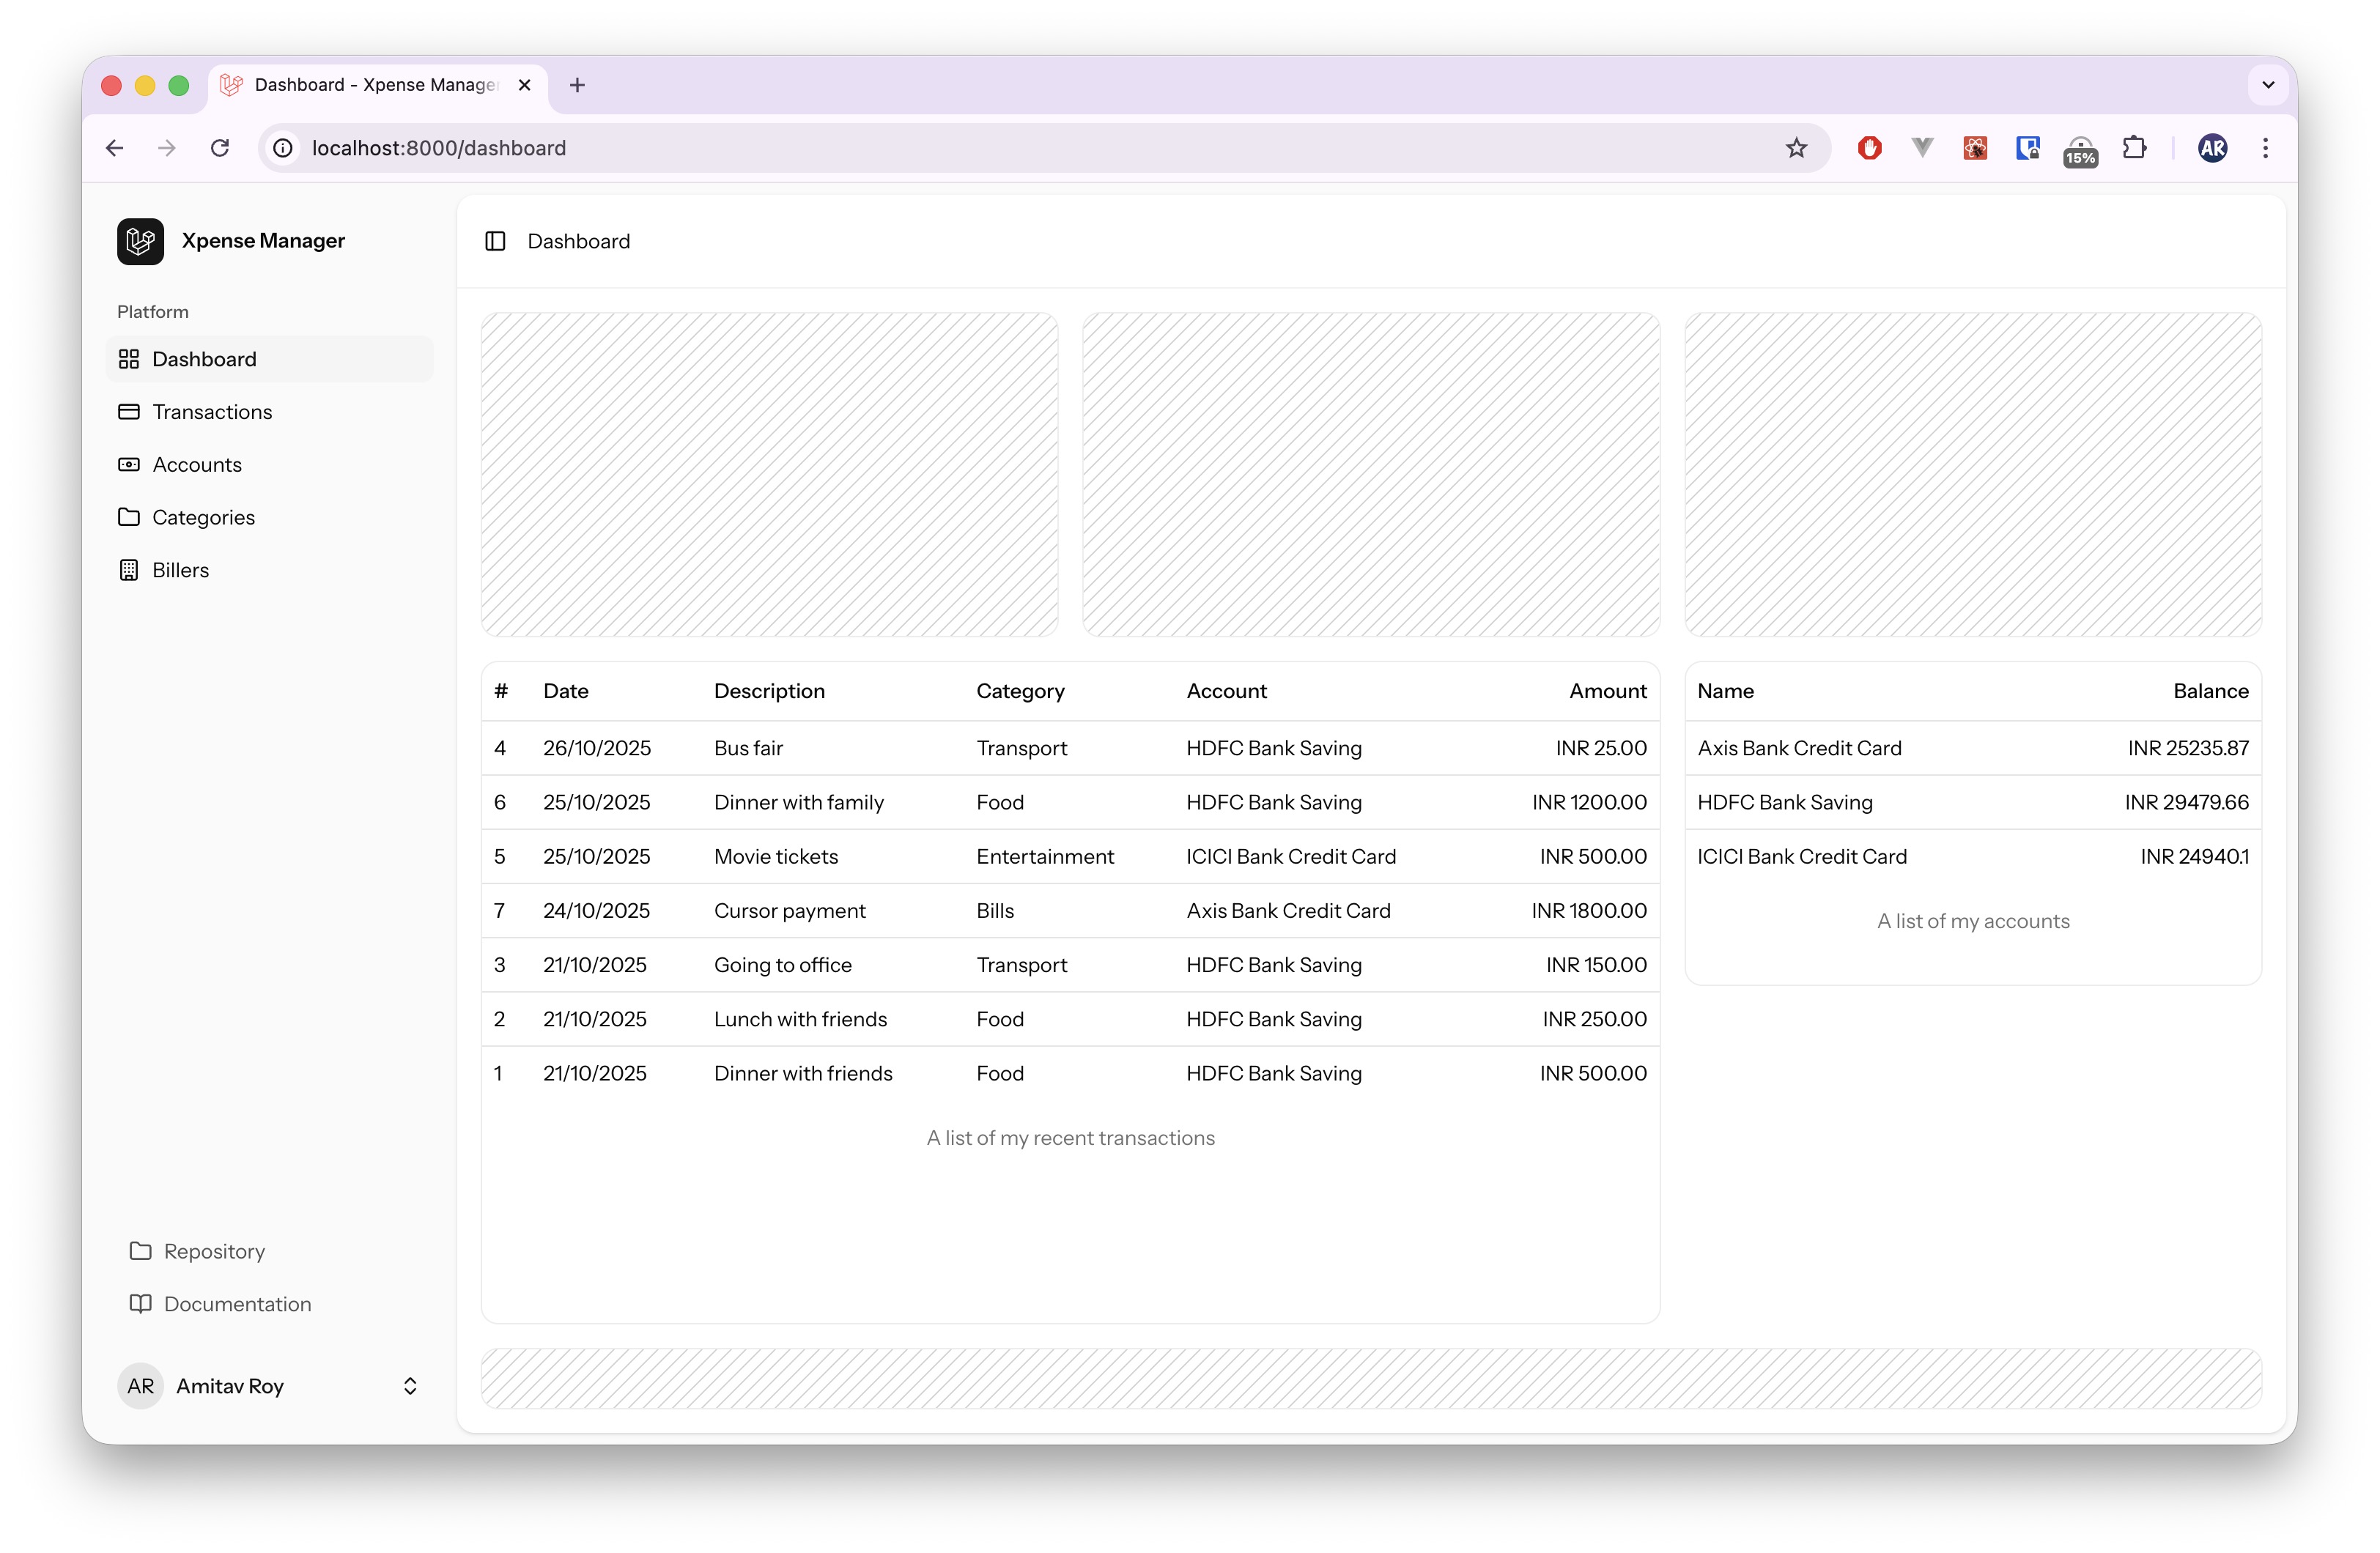 Dashboard - Xpense Manager
localhost:8000/dashboard
15%
AR
Xpense Manager
Dashboard
Platform
Dashboard
Transactions
Accounts
Categories
Billers
# Date Description Category Account Amount
4 26/10/2025 Bus fair Transport HDFC Bank Saving INR 25.00
6 25/10/2025 Dinner with family Food HDFC Bank Saving INR 1200.00
5 25/10/2025 Movie tickets Entertainment ICICI Bank Credit Card INR 500.00
7 24/10/2025 Cursor payment Bills Axis Bank Credit Card INR 1800.00
3 21/10/2025 Going to office Transport HDFC Bank Saving INR 150.00
2 21/10/2025 Lunch with friends Food HDFC Bank Saving INR 250.00
1 21/10/2025 Dinner with friends Food HDFC Bank Saving INR 500.00
A list of my recent transactions
Name Balance
Axis Bank Credit Card INR 25235.87
HDFC Bank Saving INR 29479.66
ICICI Bank Credit Card INR 24940.1
A list of my accounts
Repository
Documentation
AR Amitav Roy